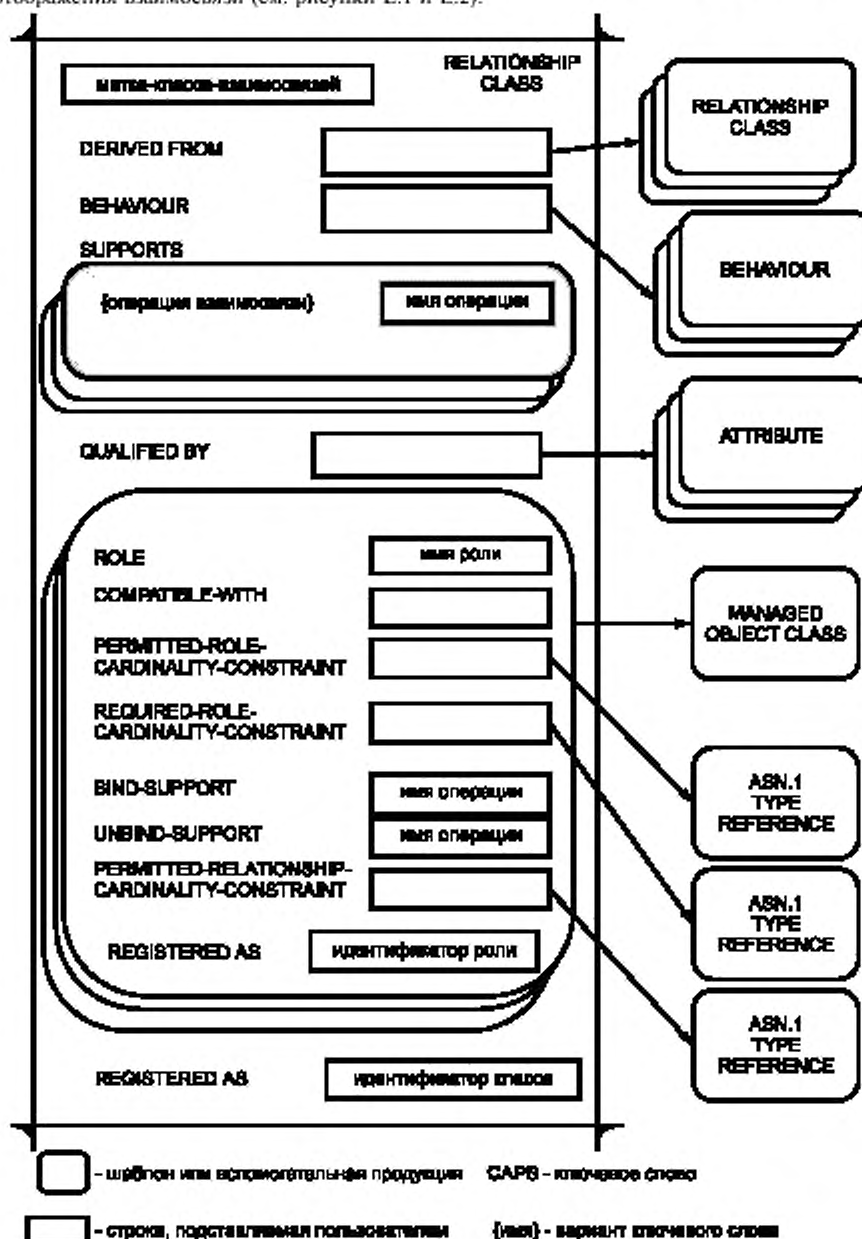 отображения взаимосвязи (см. рисунки E.1 и E.2).
RELATIONSHIP
CLASS
метка-класса-взаимосвязей
RELATIONSHIP
CLASS
DERIVED FROM
BEHAVIOUR
SUPPORTS
BEHAVIOUR
{операция взаимосвязи}
имя операции
ATTRIBUTE
QUALIFIED BY
ROLE
имя роли
COMPATIBLE-WITH
MANAGED
OBJECT CLASS
PERMITTED-ROLE-
CARDINALITY-CONSTRAINT
REQUIRED-ROLE-
CARDINALITY-CONSTRAINT
ASN.1
TYPE
REFERENCE
BIND-SUPPORT
имя операции
UNBIND-SUPPORT
имя операции
PERMITTED-RELATIONSHIP-
CARDINALITY-CONSTRAINT
ASN.1
TYPE
REFERENCE
REGISTERED AS
идентификатор роли
ASN.1
TYPE
REFERENCE
REGISTERED AS
идентификатор класса
- шаблон или вспомогательная продукция
CAPS - ключевое слово
- строка, подставляемая пользователем
{имя} - вариант ключевого слова